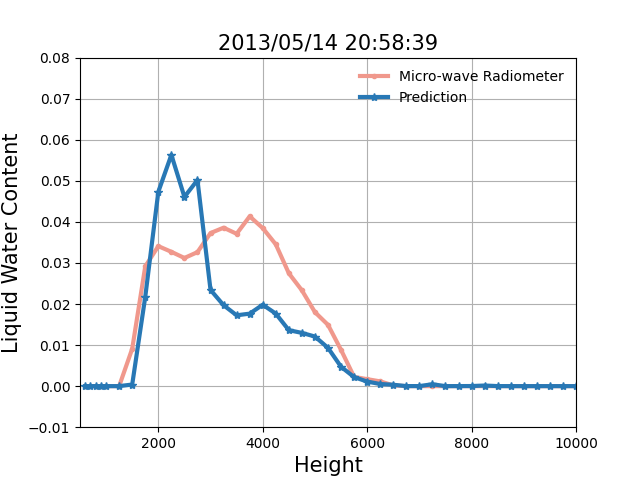 2013/05/14 20:58:39
0.08
0.07
0.06
0.05
0.04
0.03
0.02
0.01
0.00
−0.01
Liquid Water Content
Micro-wave Radiometer
Prediction
2000 4000 6000 8000 10000
Height